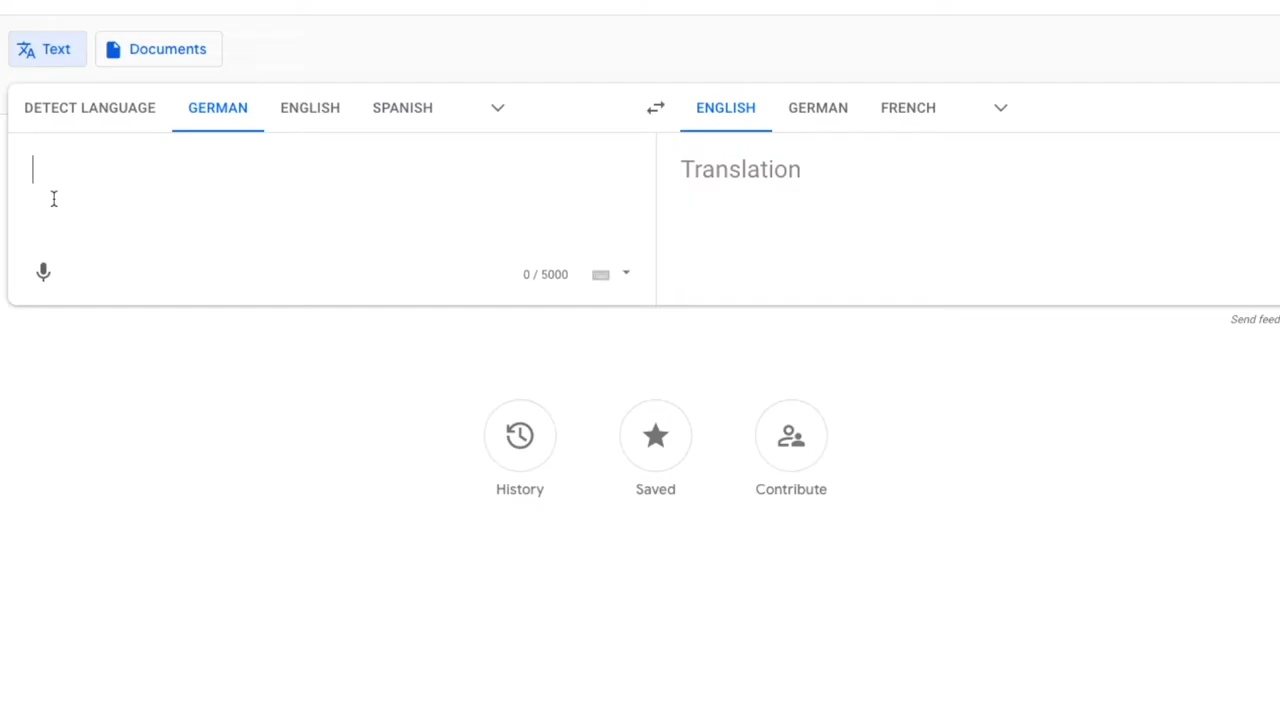 Text Documents
DETECT LANGUAGE GERMAN ENGLISH SPANISH ENGLISH GERMAN FRENCH
Translation
0 / 5000
Send feed
History Saved Contribute